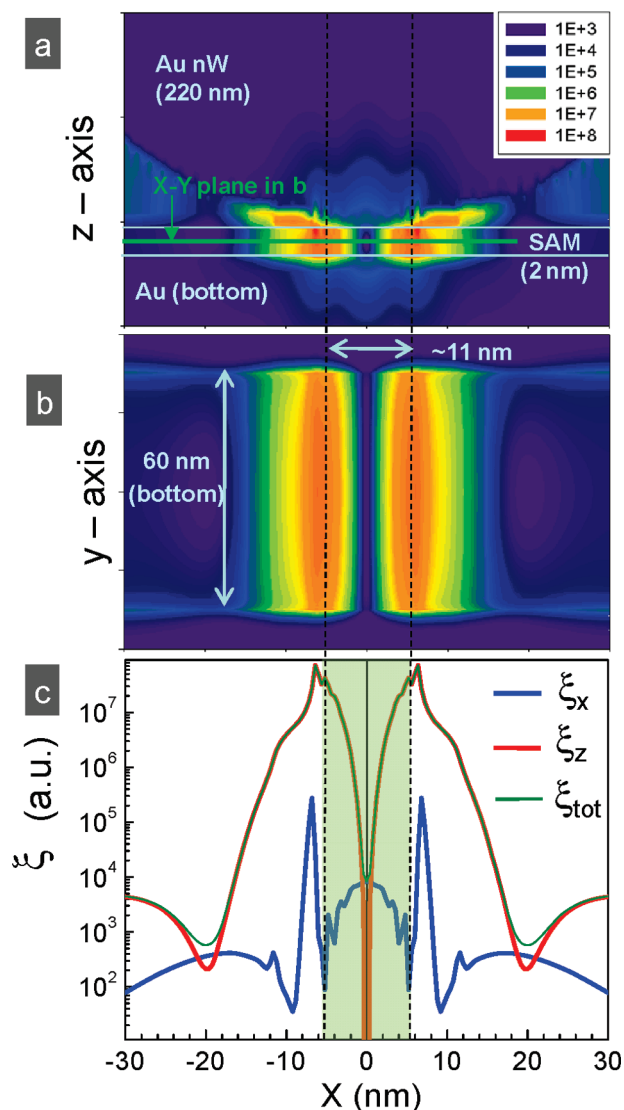 a
Au nW
(220 nm)
1E+3
1E+4
1E+5
1E+6
1E+7
1E+8
z – axis
X-Y plane in b
SAM
(2 nm)
Au (bottom)
b
~11 nm
60 nm
(bottom)
y – axis
c
ξx
ξz
ξtot
ξ (a.u.)
10⁷
10⁶
10⁵
10⁴
10³
10²
-30 -20 -10 0 10 20 30
X (nm)